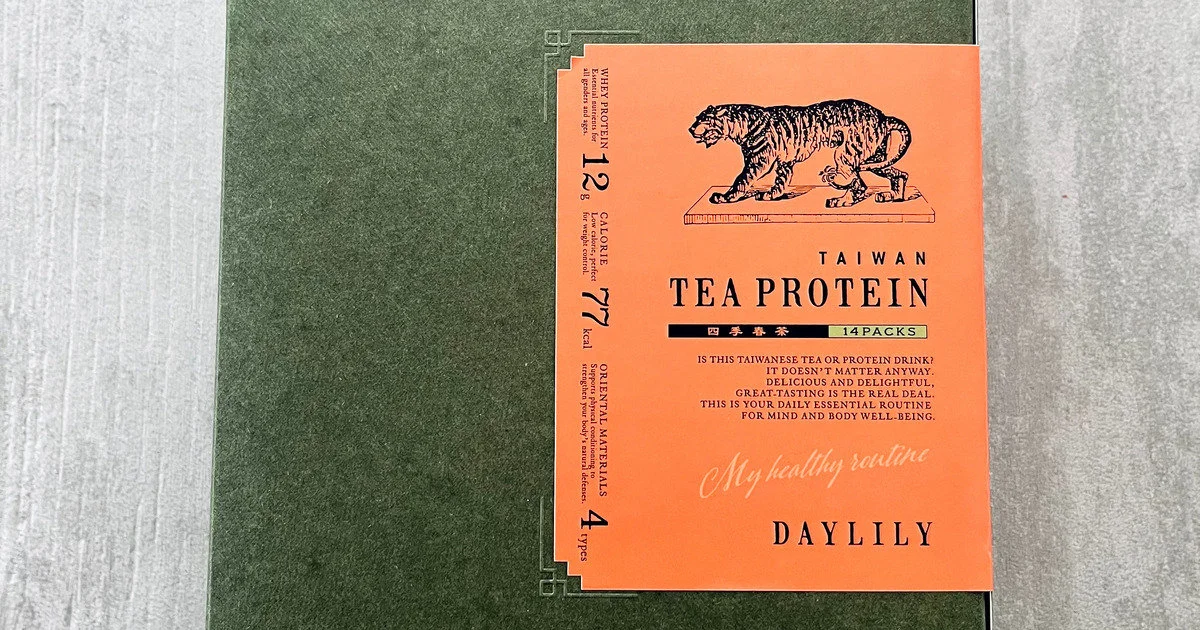 WHEY PROTEIN
Essential nutrients for
all genders and ages.
12g
CALORIE
Low calorie, perfect
for weight control.
77kcal
ORIENTAL MATERIALS
Supports physical conditioning to
strengthen your body's natural defenses.
4types
TAIWAN
TEA PROTEIN
四季春茶 14PACKS
IS THIS TAIWANESE TEA OR PROTEIN DRINK?
IT DOESN'T MATTER ANYWAY.
DELICIOUS AND DELIGHTFUL,
GREAT-TASTING IS THE REAL DEAL.
THIS IS YOUR DAILY ESSENTIAL ROUTINE
FOR MIND AND BODY WELL-BEING.
My healthy routine
DAYLILY